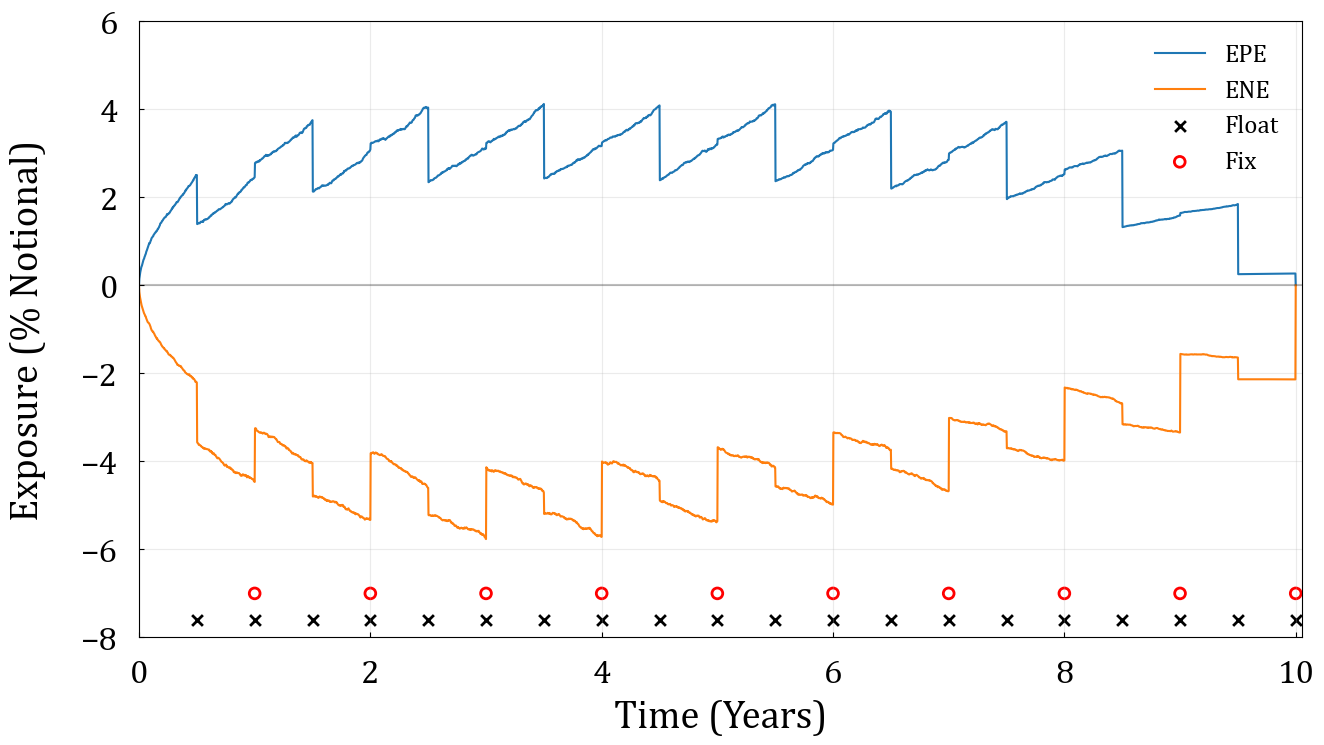 6
4
2
0
−2
−4
−6
−8
Exposure (% Notional)
EPE
ENE
Float
Fix
0 2 4 6 8 10
Time (Years)